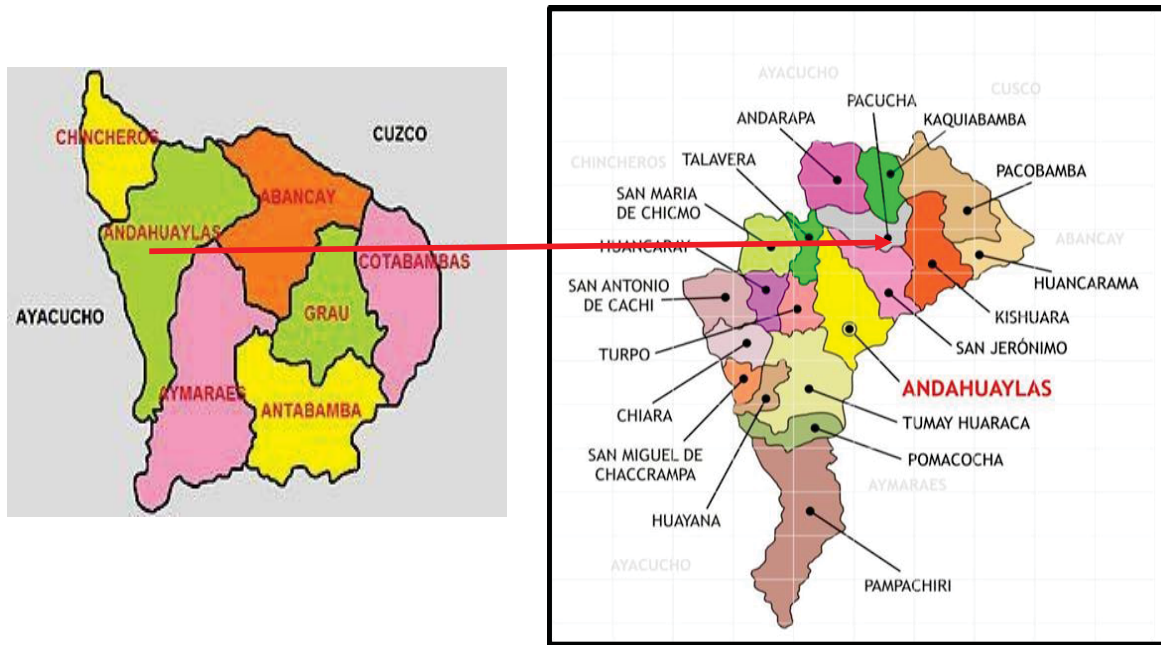 CHINCHEROS
CUZCO
ABANCAY
ANDAHUAYLAS
COTABAMBAS
AYACUCHO
GRAU
AYMARAES
ANTABAMBA
AYACUCHO
CUSCO
PACUCHA
ANDARAPA
KAQUIABAMBA
CHINCHEROS
TALAVERA
PACOBAMBA
SAN MARIA
DE CHICMO
ABANCAY
HUANCARAY
HUANCARAMA
SAN ANTONIO
DE CACHI
KISHUARA
TURPO
SAN JERÓNIMO
ANDAHUAYLAS
CHIARA
TUMAY HUARACA
SAN MIGUEL DE
CHACCRAMPA
POMACOCHA
AYMARAES
HUAYANA
AYACUCHO
PAMPACHIRI